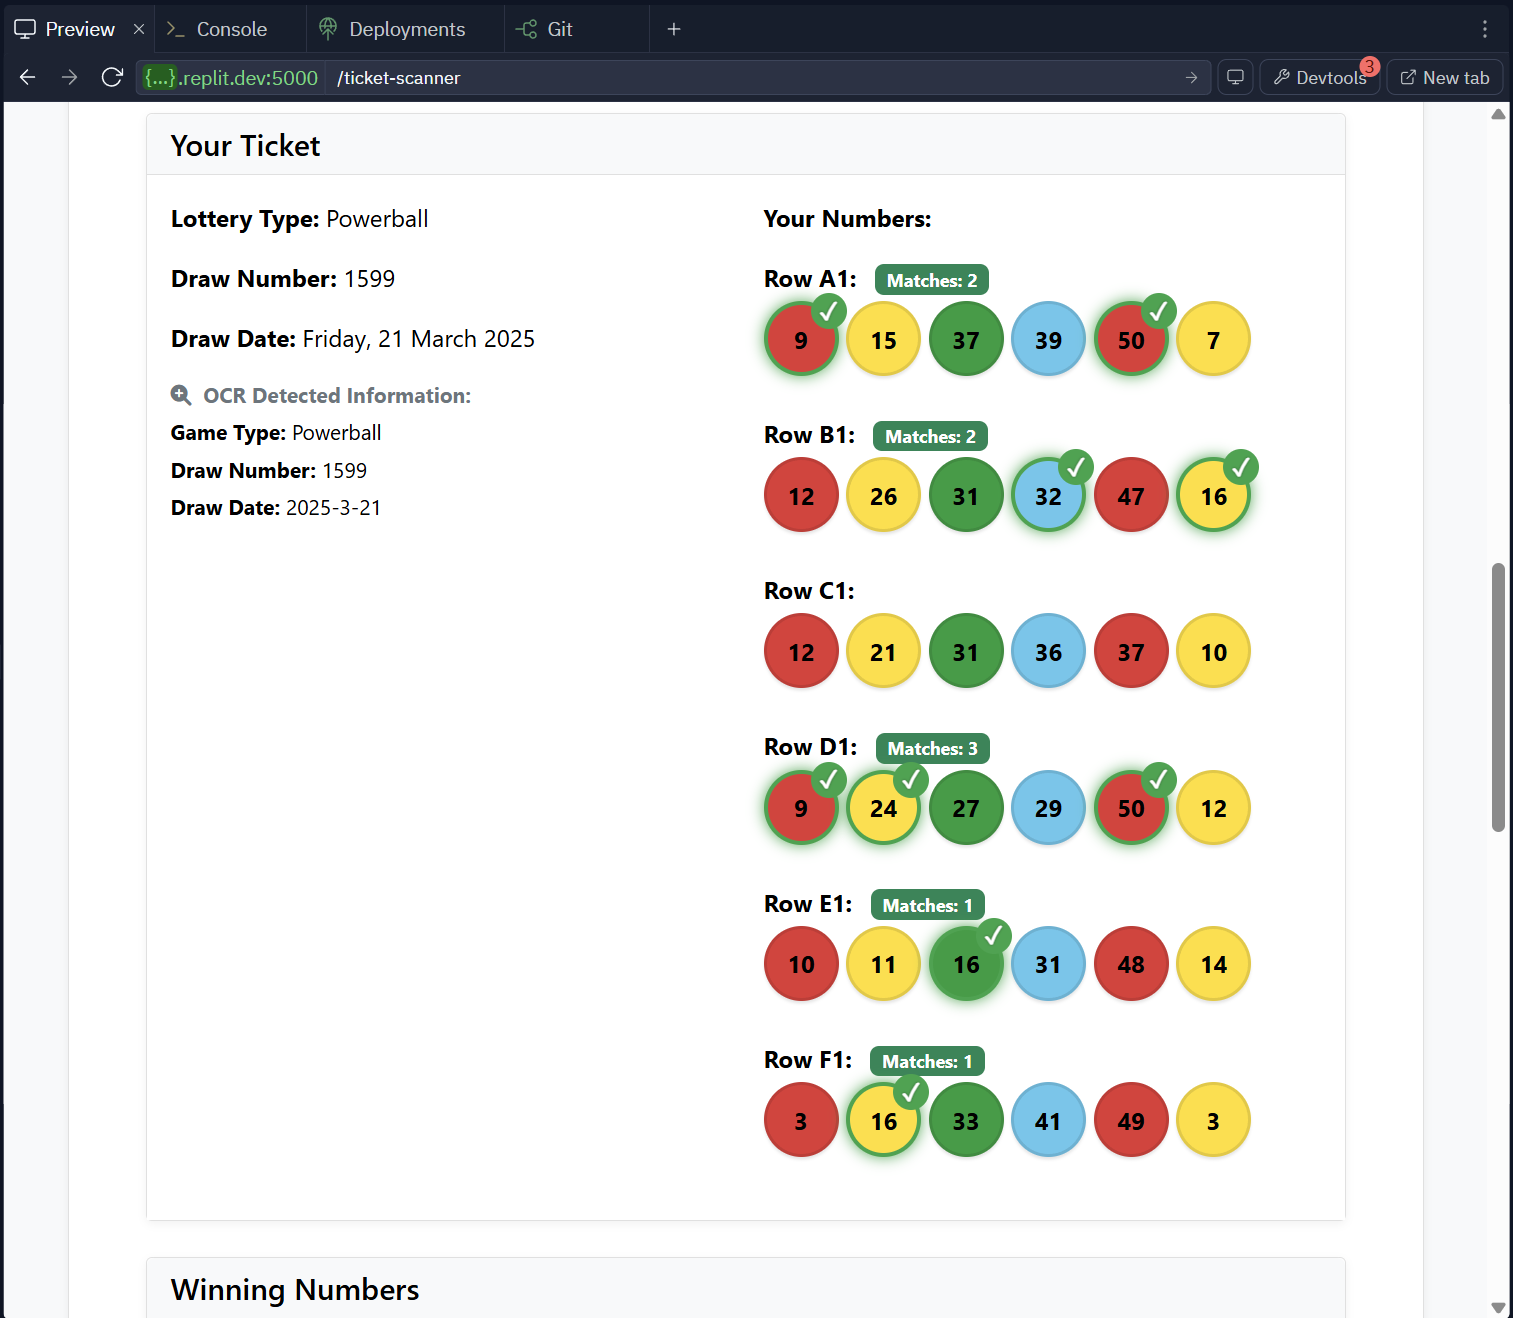 Preview
Console
Deployments
Git
{...}.replit.dev:5000 /ticket-scanner
Devtools 3
New tab
Your Ticket
Lottery Type: Powerball
Draw Number: 1599
Draw Date: Friday, 21 March 2025
OCR Detected Information:
Game Type: Powerball
Draw Number: 1599
Draw Date: 2025-3-21
Your Numbers:
Row A1: Matches: 2
9 15 37 39 50 7
Row B1: Matches: 2
12 26 31 32 47 16
Row C1:
12 21 31 36 37 10
Row D1: Matches: 3
9 24 27 29 50 12
Row E1: Matches: 1
10 11 16 31 48 14
Row F1: Matches: 1
3 16 33 41 49 3
Winning Numbers